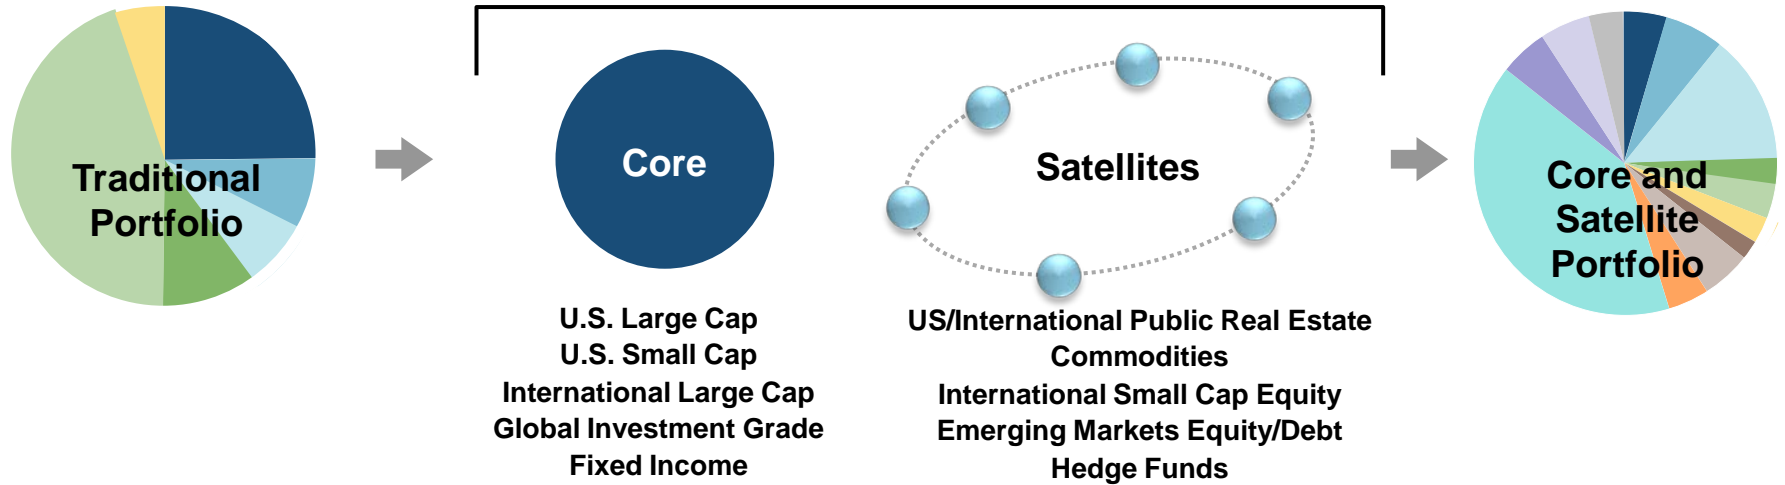 Traditional
Portfolio
Core
U.S. Large Cap
U.S. Small Cap
International Large Cap
Global Investment Grade
Fixed Income
Satellites
US/International Public Real Estate
Commodities
International Small Cap Equity
Emerging Markets Equity/Debt
Hedge Funds
Core and
Satellite
Portfolio